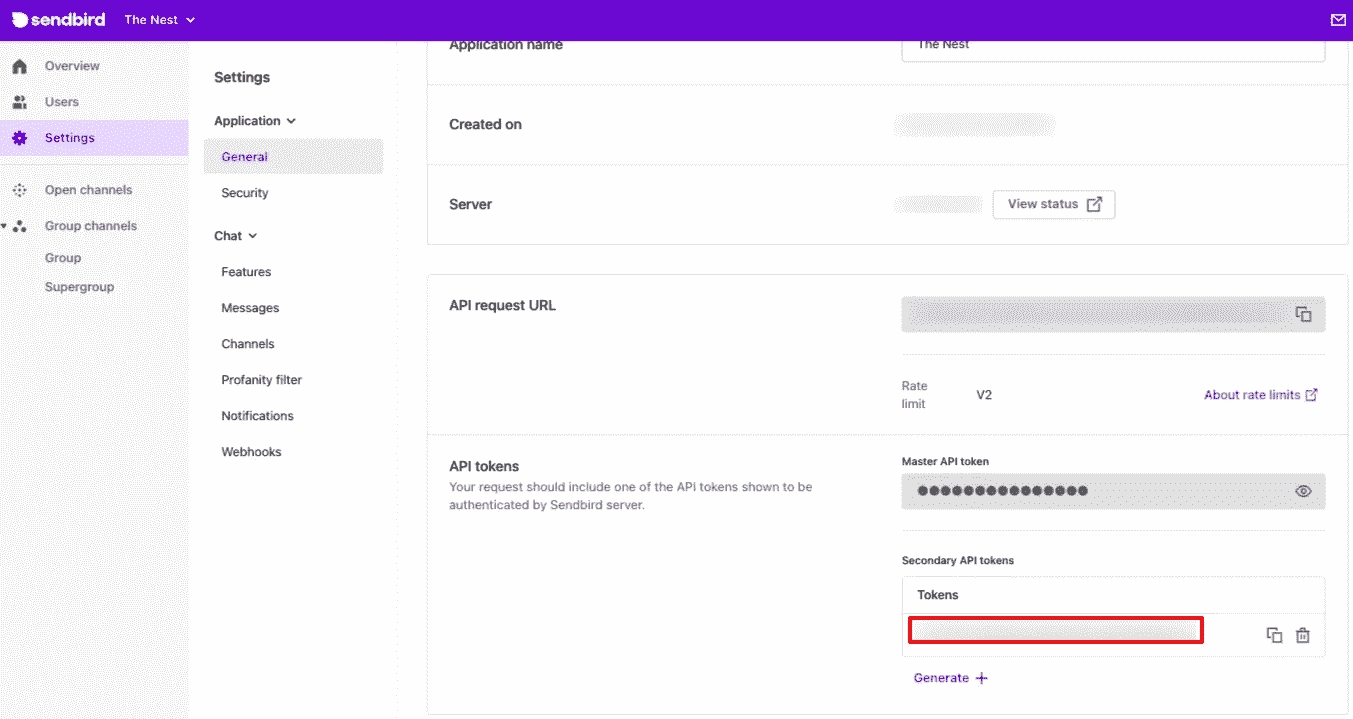 sendbird
The Nest
Overview
Users
Settings
Open channels
Group channels
Group
Supergroup
Settings
Application
General
Security
Chat
Features
Messages
Channels
Profanity filter
Notifications
Webhooks
Application name
The Nest
Created on
Server
View status
API request URL
Rate
limit
V2
About rate limits
API tokens
Your request should include one of the API tokens shown to be
authenticated by Sendbird server.
Master API token
Secondary API tokens
Tokens
Generate